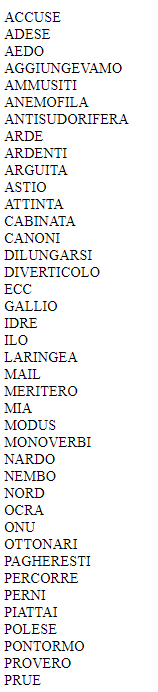 ACCUSE
ADESE
AEDO
AGGIUNGEVAMO
AMMUSITI
ANEMOFILA
ANTISUDORIFERA
ARDE
ARDENTI
ARGUITA
ASTIO
ATTINTA
CABINATA
CANONI
DILUNGARSI
DIVERTICOLO
ECC
GALLIO
IDRE
ILO
LARINGEA
MAIL
MERITERO
MIA
MODUS
MONOVERBI
NARDO
NEMBO
NORD
OCRA
ONU
OTTONARI
PAGHERESTI
PERCORRE
PERNI
PIATTAI
POLESE
PONTORMO
PROVERO
PRUE